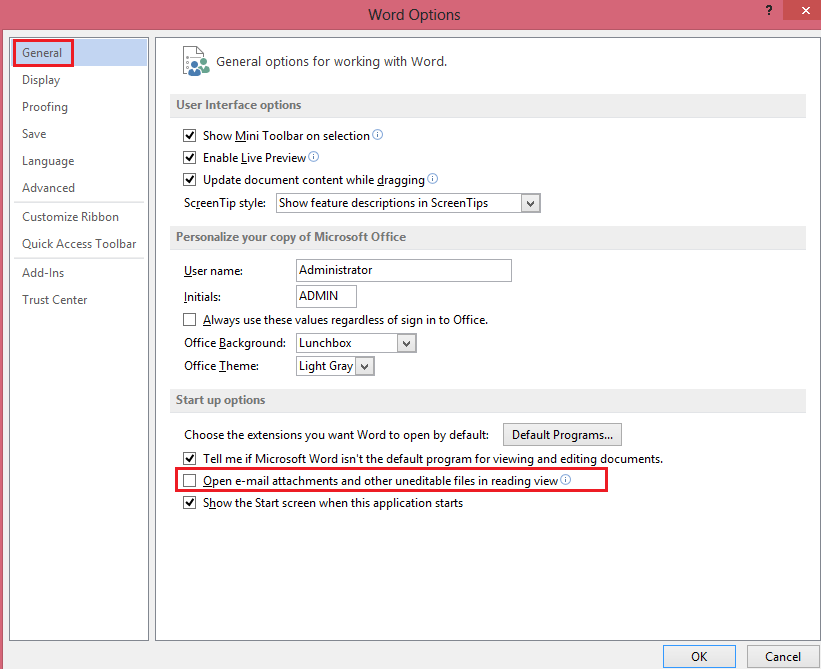 Word Options
?
General
Display
Proofing
Save
Language
Advanced
Customize Ribbon
Quick Access Toolbar
Add-Ins
Trust Center
General options for working with Word.
User Interface options
Show Mini Toolbar on selection
Enable Live Preview
Update document content while dragging
ScreenTip style: Show feature descriptions in ScreenTips
Personalize your copy of Microsoft Office
User name: Administrator
Initials: ADMIN
Always use these values regardless of sign in to Office.
Office Background: Lunchbox
Office Theme: Light Gray
Start up options
Choose the extensions you want Word to open by default: Default Programs...
Tell me if Microsoft Word isn't the default program for viewing and editing documents.
Open e-mail attachments and other uneditable files in reading view
Show the Start screen when this application starts
OK Cancel